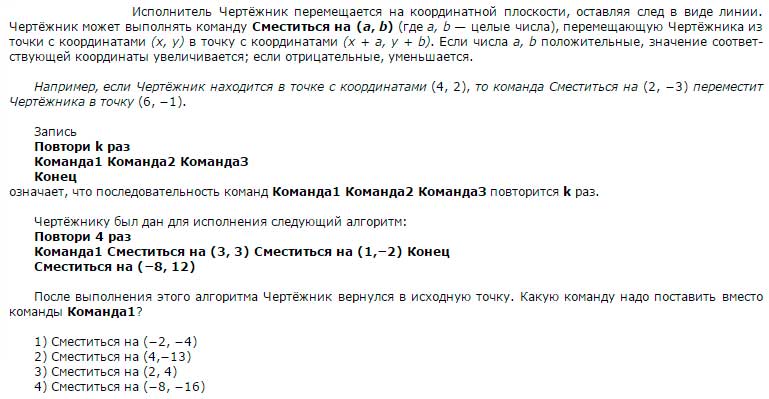 Исполнитель Чертёжник перемещается на координатной плоскости, оставляя след в виде линии.
Чертёжник может выполнять команду Сместиться на (a, b) (где a, b — целые числа), перемещающую Чертёжника из
точки с координатами (x, y) в точку с координатами (x + a, y + b). Если числа a, b положительные, значение соответ-
ствующей координаты увеличивается; если отрицательные, уменьшается.
Например, если Чертёжник находится в точке с координатами (4, 2), то команда Сместиться на (2, −3) переместит
Чертёжника в точку (6, −1).
Запись
Повтори k раз
Команда1 Команда2 Команда3
Конец
означает, что последовательность команд Команда1 Команда2 Команда3 повторится k раз.
Чертёжнику был дан для исполнения следующий алгоритм:
Повтори 4 раз
Команда1 Сместиться на (3, 3) Сместиться на (1,−2) Конец
Сместиться на (−8, 12)
После выполнения этого алгоритма Чертёжник вернулся в исходную точку. Какую команду надо поставить вместо
команды Команда1?
1) Сместиться на (−2, −4)
2) Сместиться на (4,−13)
3) Сместиться на (2, 4)
4) Сместиться на (−8, −16)